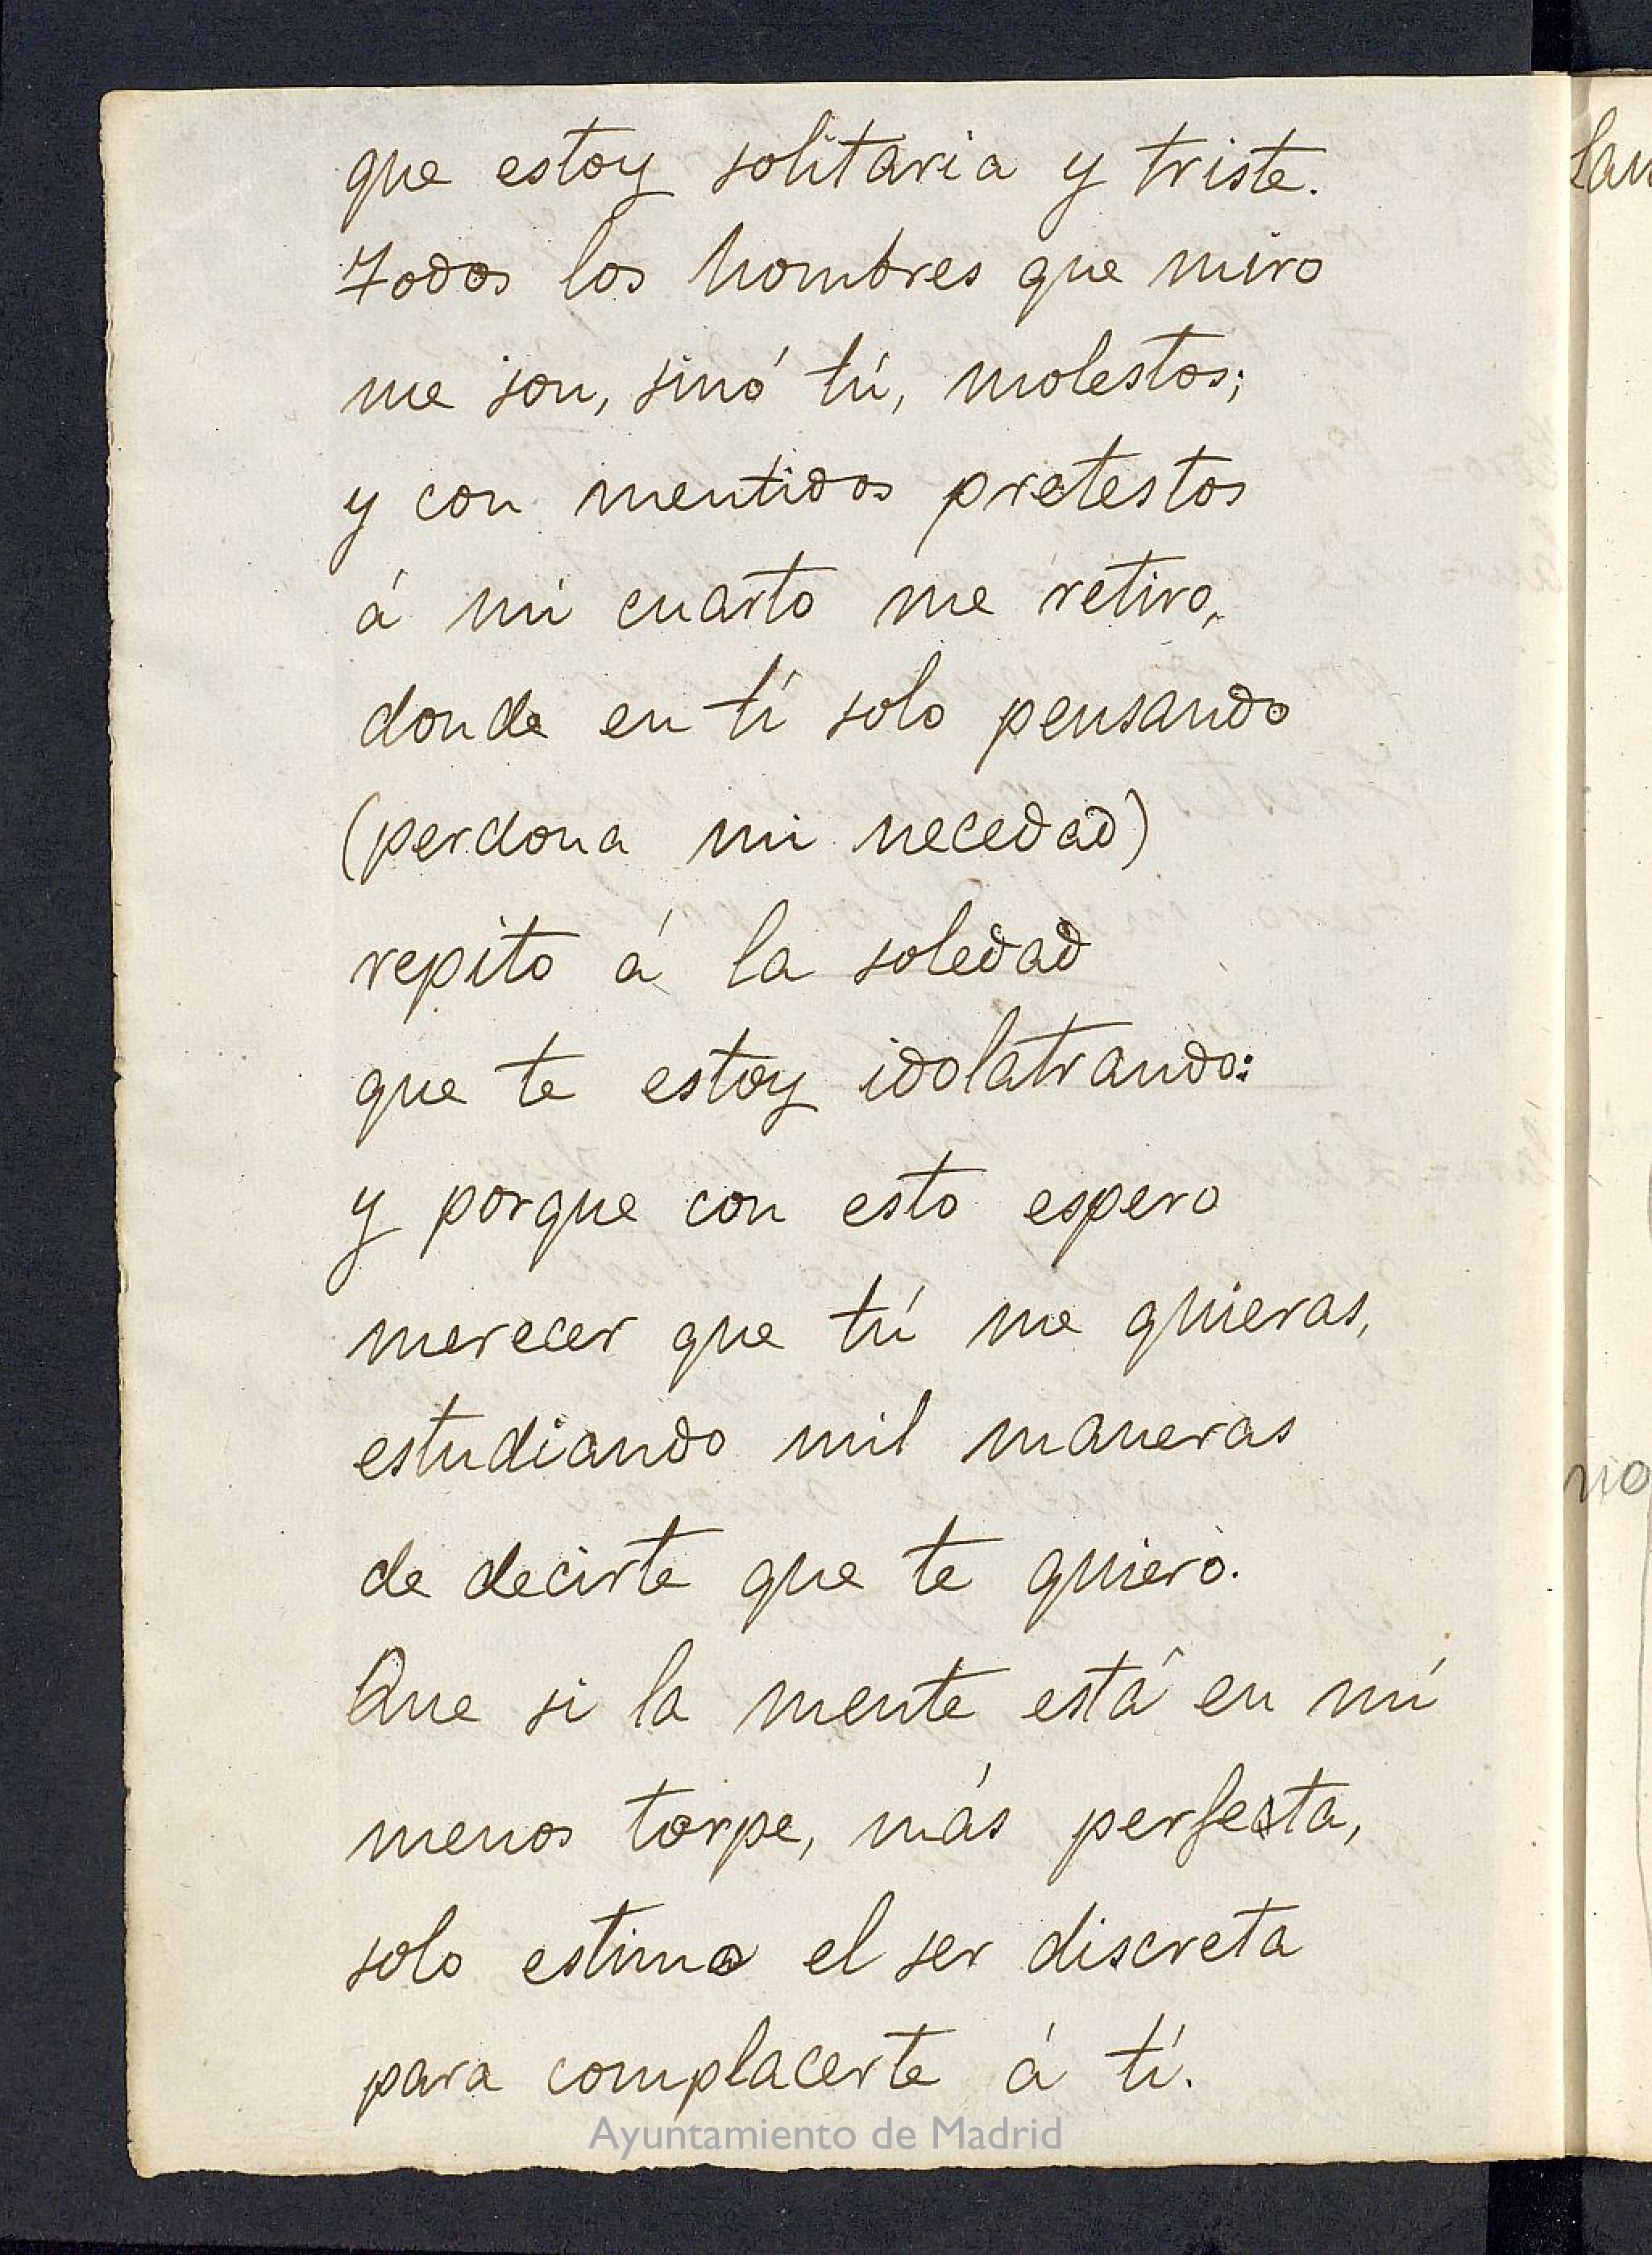 que estoy solitaria y triste.
Todos los hombres que miro
me son, sinó tú, molestos;
y con mentidos pretestos
á mi cuarto me retiro,
donde en tí solo pensando
(perdona mi necedad)
repito á la soledad
que te estoy idolatrando:
y porque con esto espero
merecer que tú me quieras,
estudiando mil maneras
de decirte que te quiero.
Que si la mente está en mí
menos torpe, más perfecta,
solo estimo el ser discreta
para complacerte á tí.
Ayuntamiento de Madrid
no